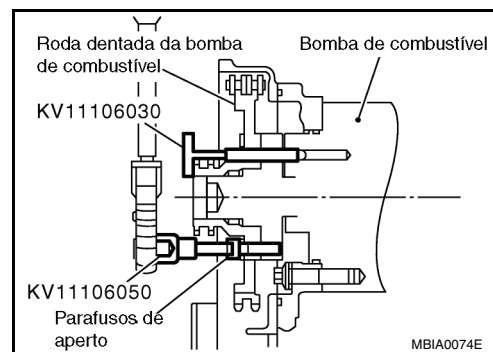 Roda dentada da bomba
de combustível
Bomba de combustível
KV11106030
KV11106050
Parafusos de
aperto
MBIA0074E